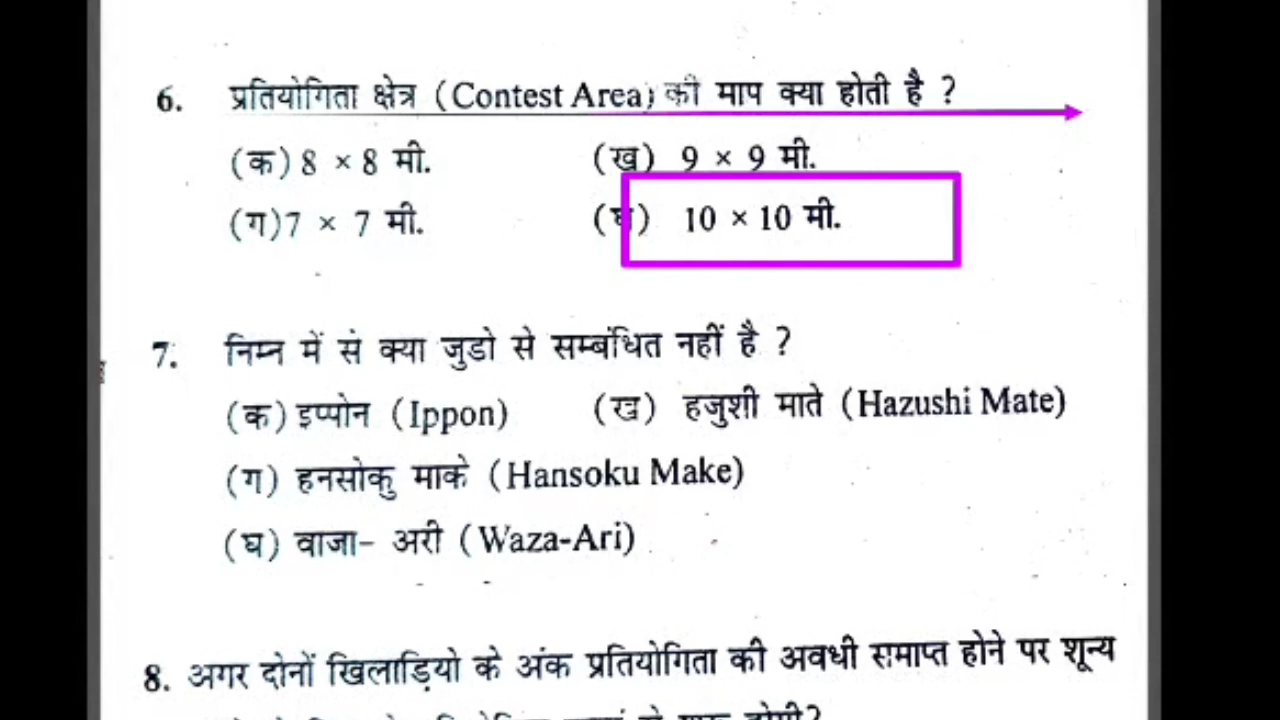 6. प्रतियोगिता क्षेत्र (Contest Area) की माप क्या होती है ?
(क) 8 × 8 मी. (ख) 9 × 9 मी.
(ग) 7 × 7 मी. (घ) 10 × 10 मी.
7. निम्न में सं क्या जुडो से सम्बंधित नहीं है ?
(क) इप्पोन (Ippon) (ख) हजुशी माते (Hazushi Mate)
(ग) हनसोकु माके (Hansoku Make)
(घ) वाजा- अरी (Waza-Ari)
8. अगर दोनों खिलाड़ियो के अंक प्रतियोगिता की अवधी समाप्त होने पर शून्य